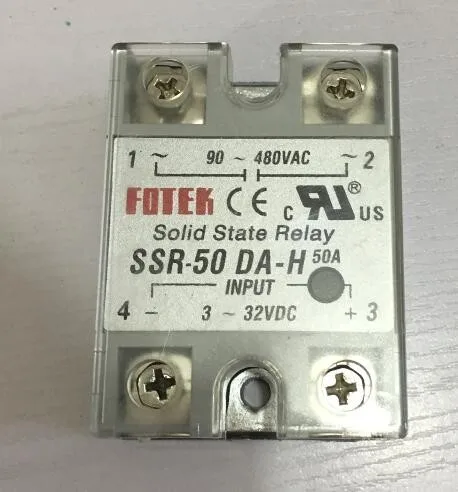 1 ~ 90 ~ 480VAC ~ 2
FOTEK CE c RU ® US
Solid State Relay
SSR-50 DA-H 50A
INPUT
4 - 3 ~ 32VDC + 3